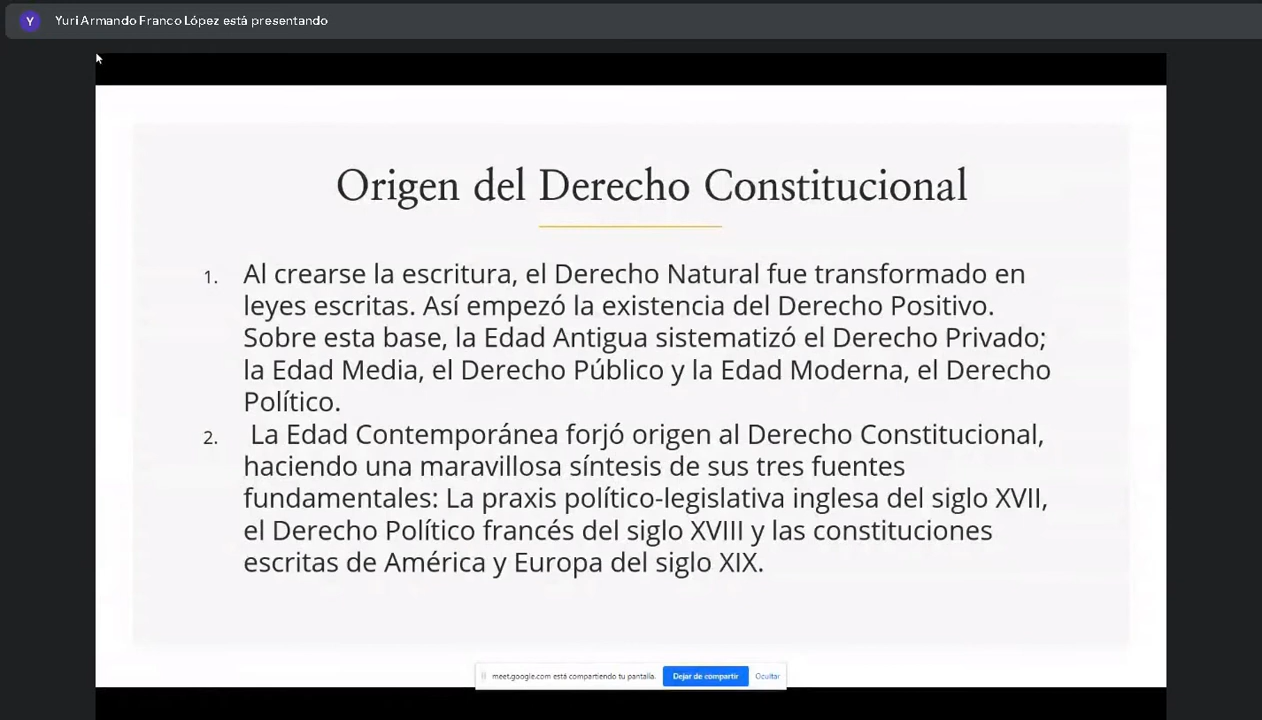 Y Yuri Armando Franco López está presentando
Origen del Derecho Constitucional
1. Al crearse la escritura, el Derecho Natural fue transformado en
leyes escritas. Así empezó la existencia del Derecho Positivo.
Sobre esta base, la Edad Antigua sistematizó el Derecho Privado;
la Edad Media, el Derecho Público y la Edad Moderna, el Derecho
Político.
2. La Edad Contemporánea forjó origen al Derecho Constitucional,
haciendo una maravillosa síntesis de sus tres fuentes
fundamentales: La praxis político-legislativa inglesa del siglo XVII,
el Derecho Político francés del siglo XVIII y las constituciones
escritas de América y Europa del siglo XIX.
meet.google.com está compartiendo tu pantalla. Dejar de compartir Ocultar